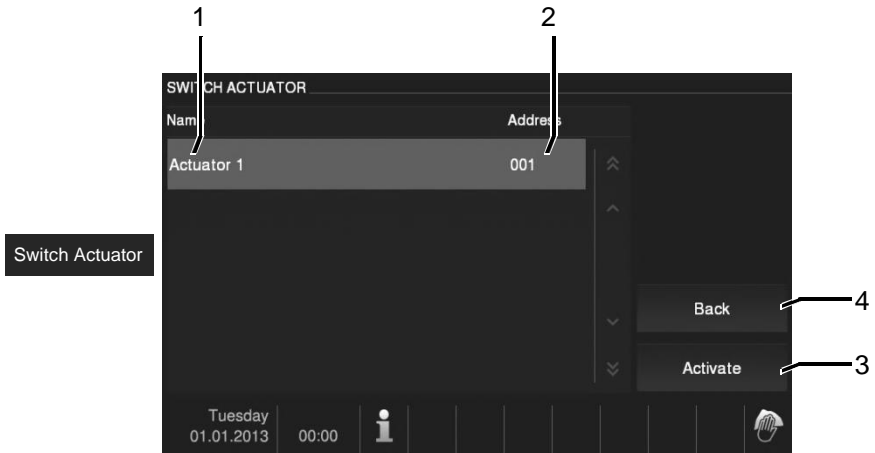 1 2
SWITCH ACTUATOR
Name Address
Actuator 1 001
Switch Actuator
Back 4
Activate 3
Tuesday
01.01.2013 00:00